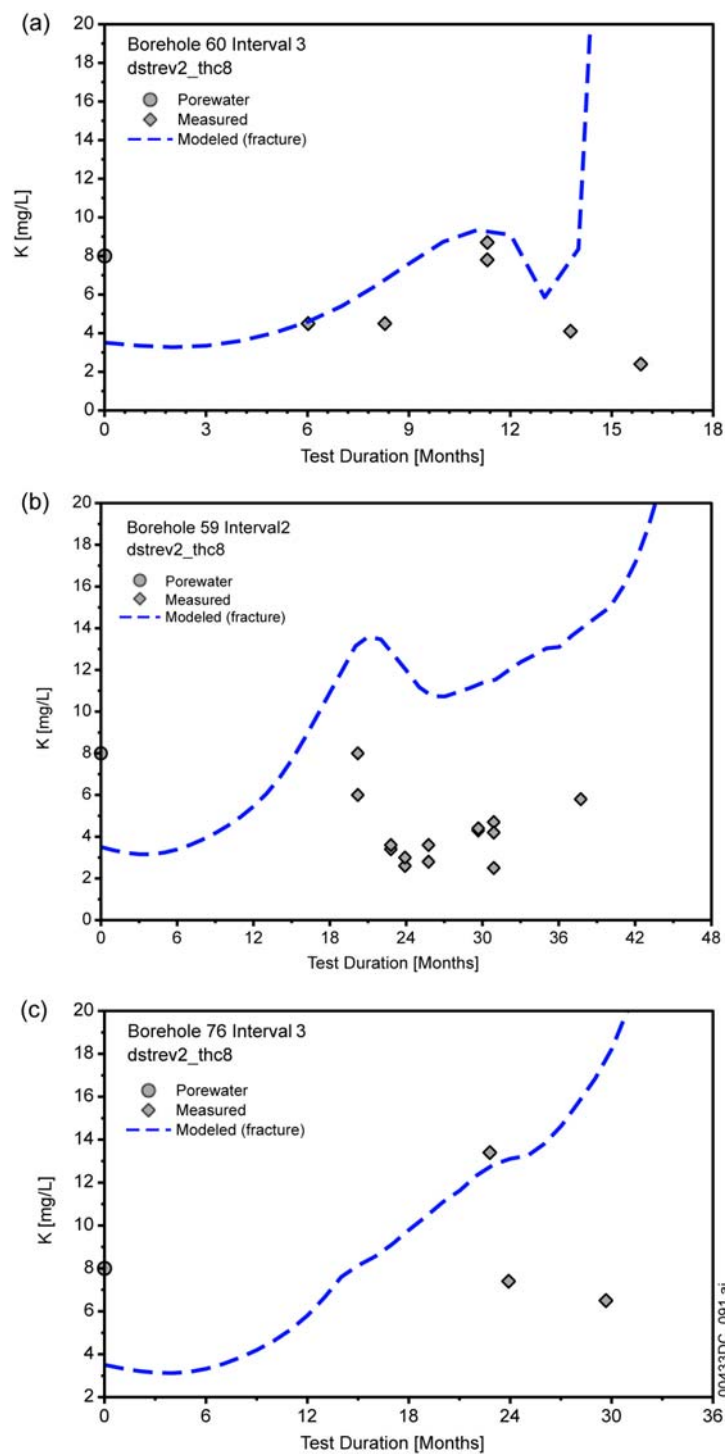 (a)
Borehole 60 Interval 3
dstrev2_thc8
Porewater
Measured
Modeled (fracture)
K [mg/L]
20
18
16
14
12
10
8
6
4
2
0
0 3 6 9 12 15 18
Test Duration [Months]
(b)
Borehole 59 Interval2
dstrev2_thc8
Porewater
Measured
Modeled (fracture)
K [mg/L]
20
18
16
14
12
10
8
6
4
2
0
0 6 12 18 24 30 36 42 48
Test Duration [Months]
(c)
Borehole 76 Interval 3
dstrev2_thc8
Porewater
Measured
Modeled (fracture)
K [mg/L]
20
18
16
14
12
10
8
6
4
2
0 6 12 18 24 30 36
Test Duration [Months]
00433DC_091.ai